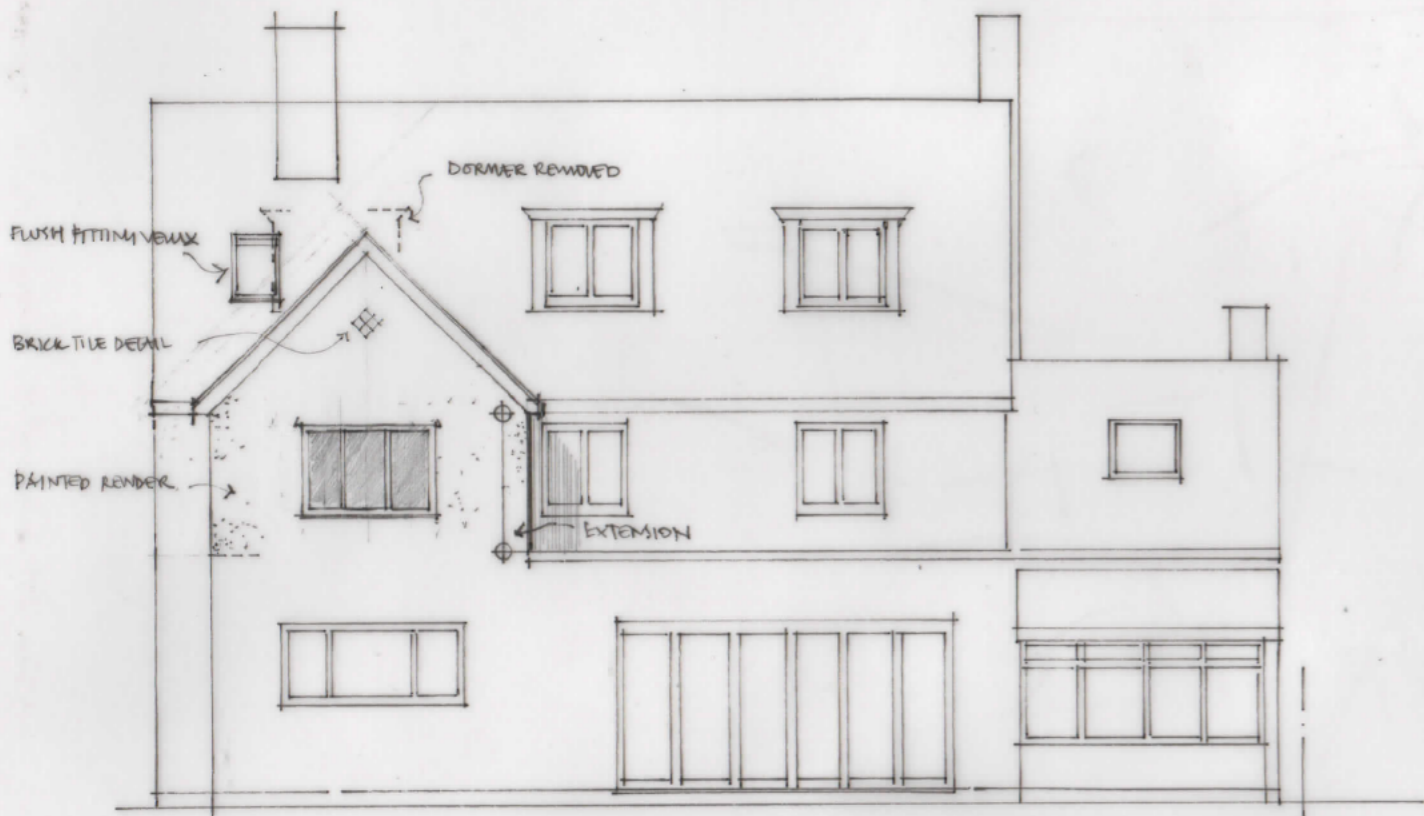 DORMER REMOVED
FLUSH FITTING VELUX
BRICK TILE DETAIL
PAINTED RENDER
EXTENSION